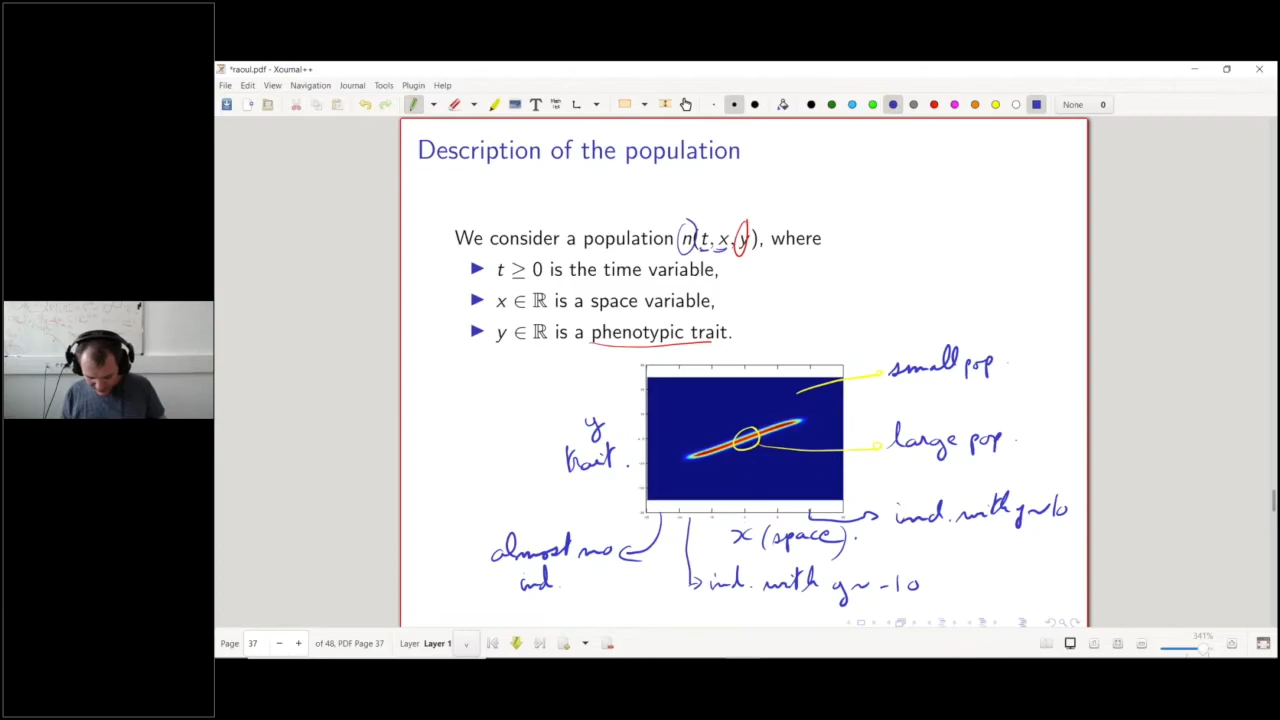 *raoul.pdf - Xournal++
File Edit View Navigation Journal Tools Plugin Help
None 0
Description of the population
We consider a population n(t, x, y), where
t ≥ 0 is the time variable,
x ∈ ℝ is a space variable,
y ∈ ℝ is a phenotypic trait.
small pop
y
trait.
large pop.
ind. with y ~ 10
x (space).
almost no
ind.
ind. with y ~ -10
Page 37 − + of 48, PDF Page 37 Layer Layer 1
341%